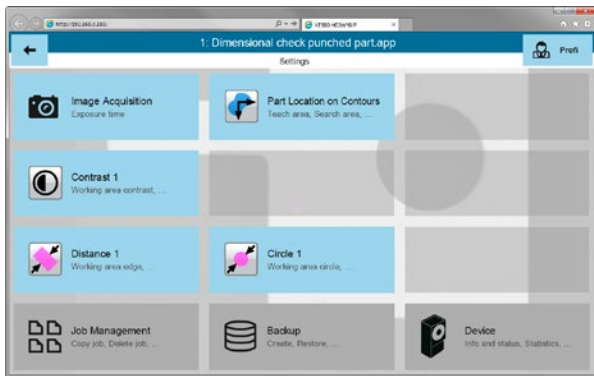 1: Dimensional check punched part.app
Profi
Settings
Image Acquisition
Exposure time
Part Location on Contours
Teach area, Search area, ...
Contrast 1
Working area contrast, ...
Distance 1
Working area edge, ...
Circle 1
Working area circle, ...
Job Management
Copy job, Delete job, ...
Backup
Create, Restore, ...
Device
Info and status, Statistics, ...